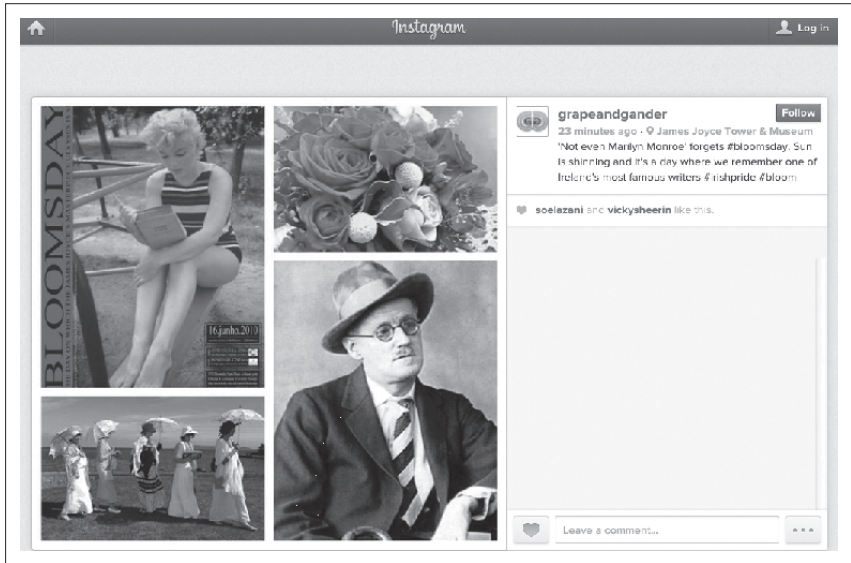 Instagram
Log in
BLOOMSDAY
16.junho.2010
grapeandgander
Follow
23 minutes ago · James Joyce Tower & Museum
'Not even Marilyn Monroe' forgets #bloomsday. Sun
is shinning and it's a day where we remember one of
Ireland's most famous writers #irishpride #bloom
soelazani and vickysheerin like this.
Leave a comment...